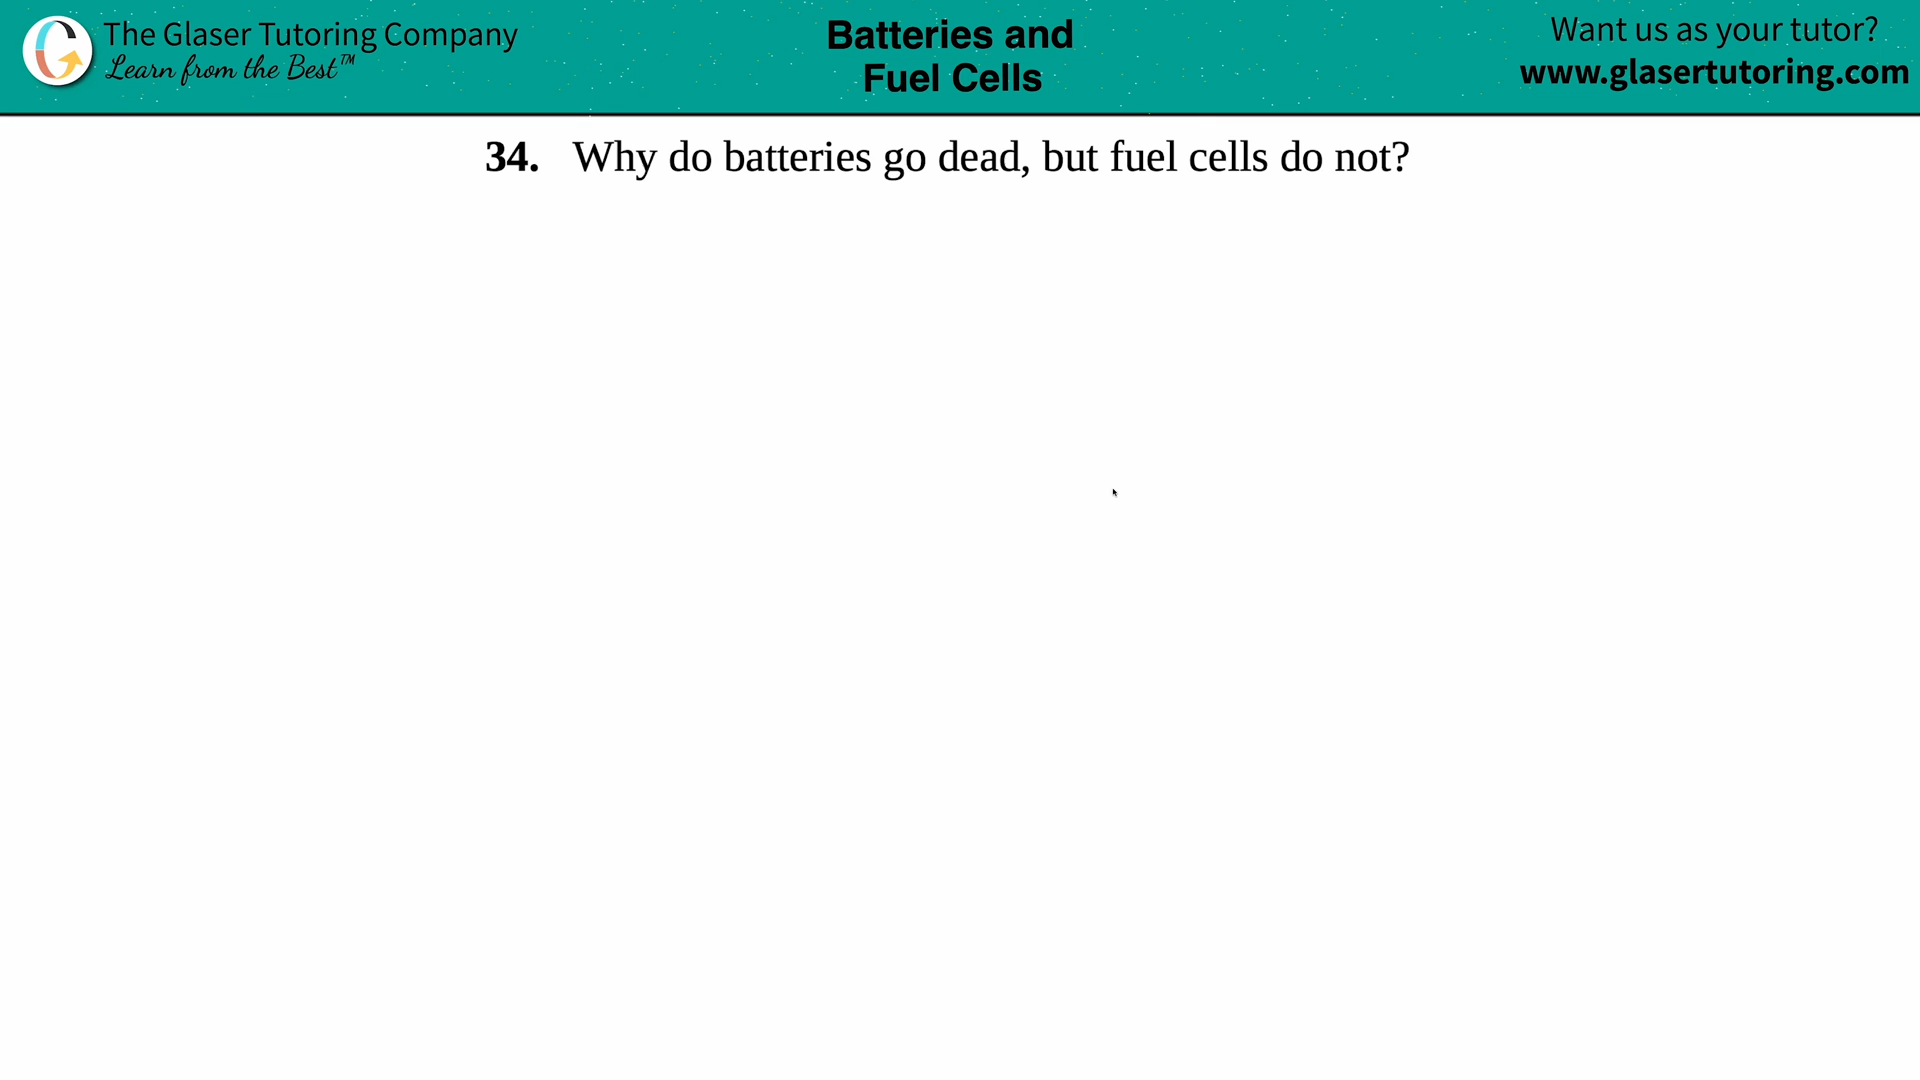 The Glaser Tutoring Company
Learn from the Best™
Batteries and
Fuel Cells
Want us as your tutor?
www.glasertutoring.com
34. Why do batteries go dead, but fuel cells do not?